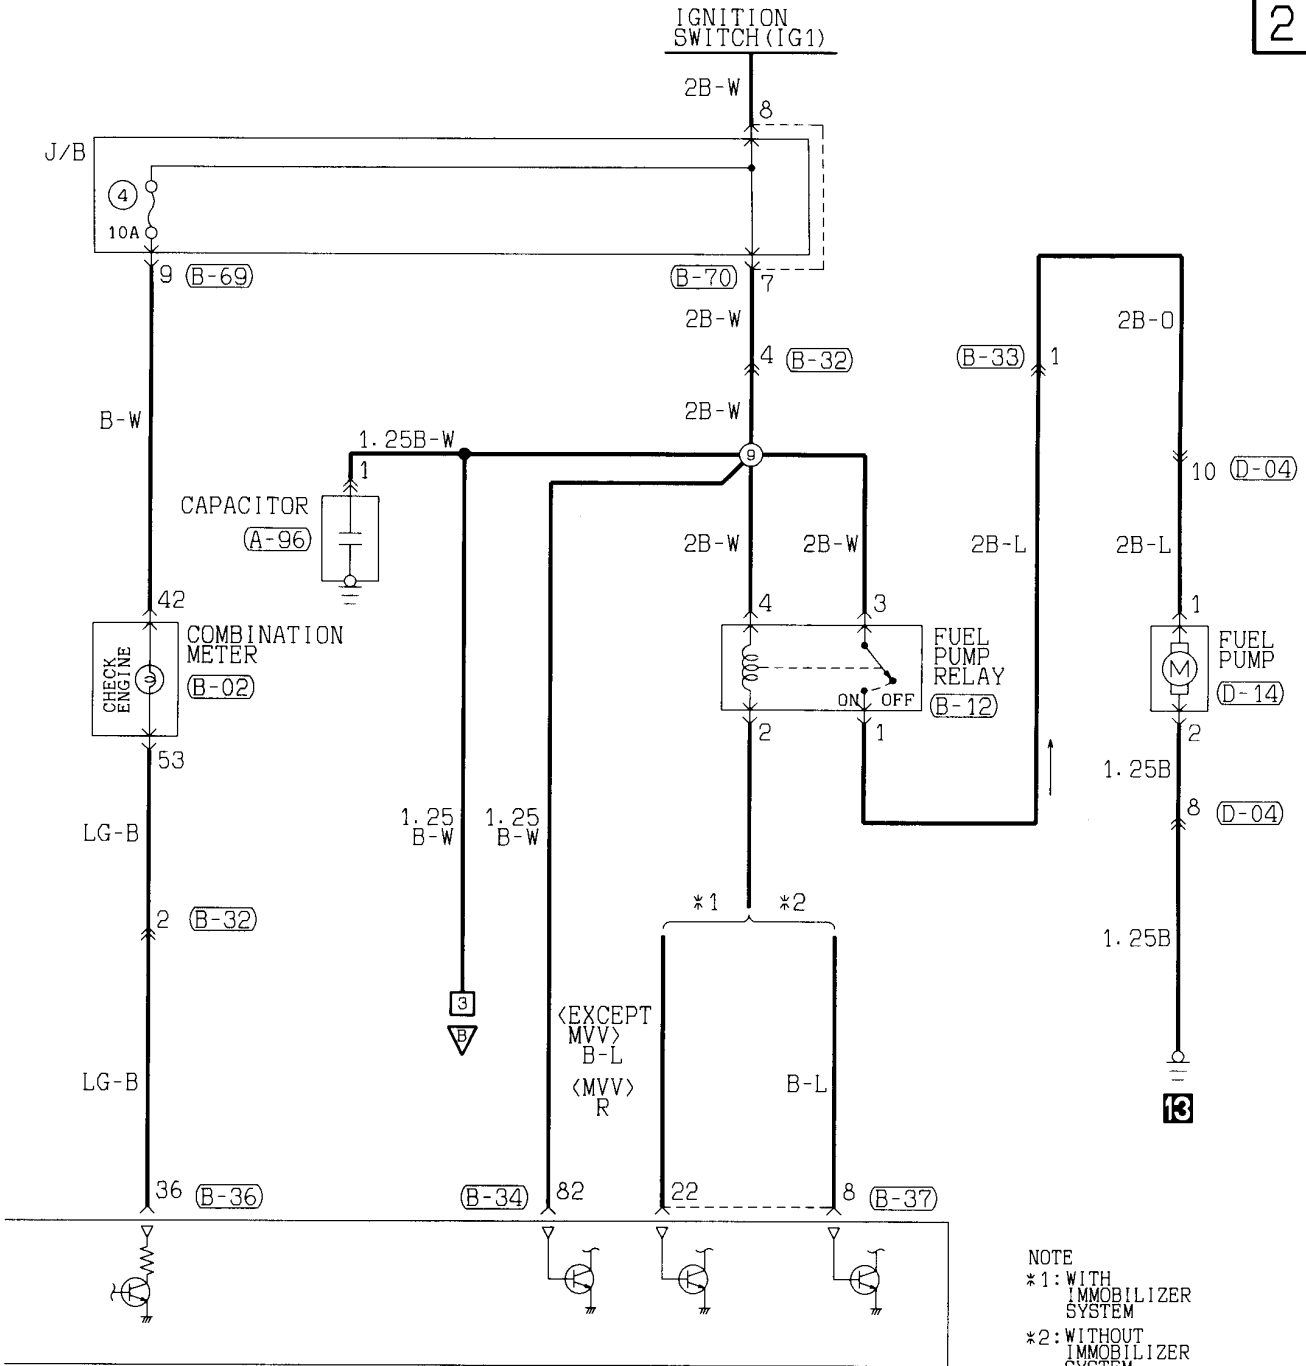 2
IGNITION
SWITCH(IG1)
2B-W
8
J/B
4
10A
9 (B-69)
(B-70) 7
2B-W
2B-O
4 (B-32)
(B-33) 1
B-W
2B-W
1.25B-W
9
1
10 (D-04)
CAPACITOR
(A-96)
2B-W
2B-W
2B-L
2B-L
42
4
3
1
COMBINATION
METER
(B-02)
CHECK
ENGINE
FUEL
PUMP
RELAY
(B-12)
ON OFF
M
FUEL
PUMP
(D-14)
53
2
1
2
1.25B
LG-B
1.25
B-W
1.25
B-W
8 (D-04)
*1 *2
2 (B-32)
1.25B
3
B
<EXCEPT
MVV>
B-L
<MVV>
R
LG-B
B-L
13
36 (B-36)
(B-34) 82
22
8 (B-37)
NOTE
*1:WITH
IMMOBILIZER
SYSTEM
*2:WITHOUT
IMMOBILIZER
SYSTEM